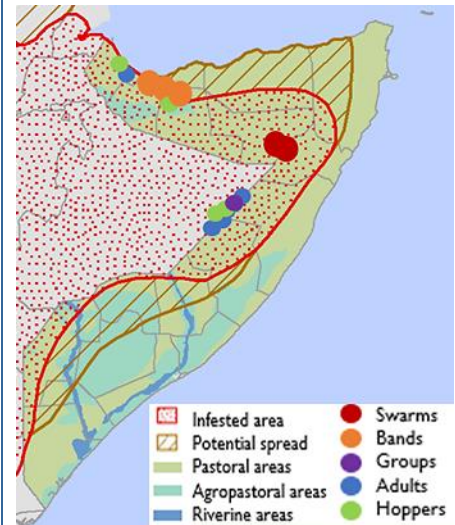 Infested area
Potential spread
Pastoral areas
Agropastoral areas
Riverine areas
Swarms
Bands
Groups
Adults
Hoppers